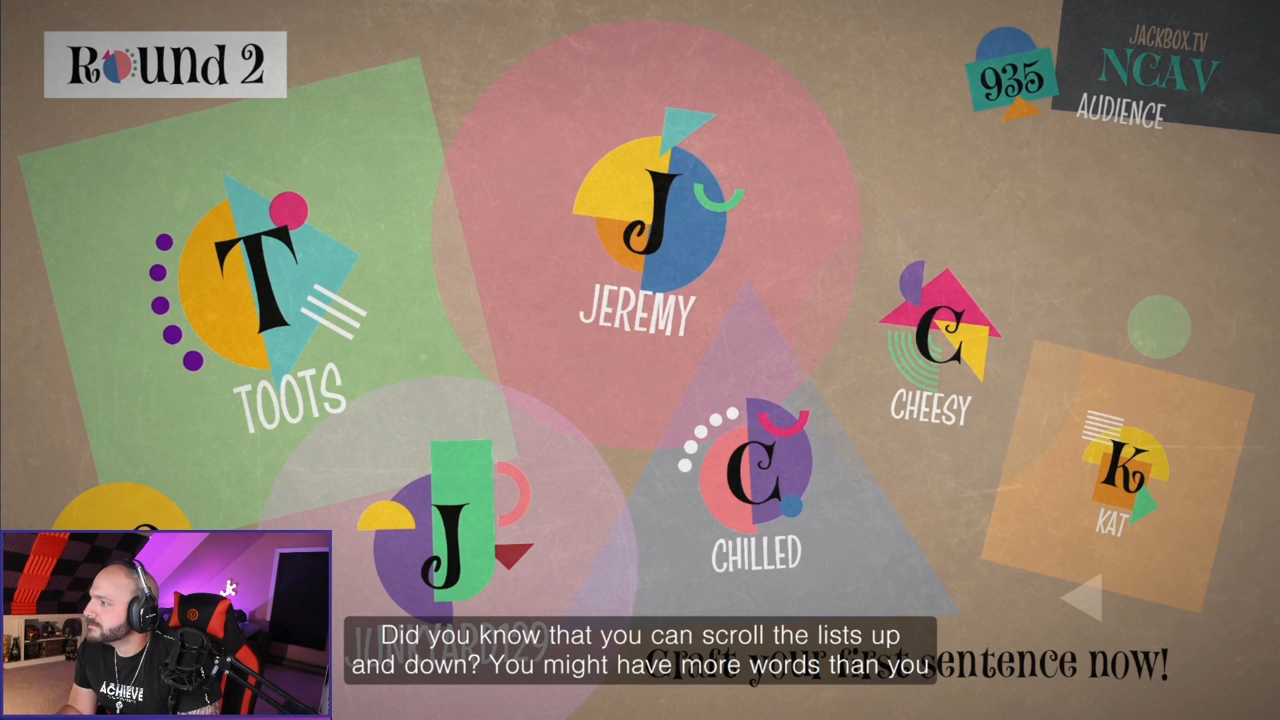 Round 2
JACKBOX.TV
NCAV
AUDIENCE
935
T
TOOTS
J
JEREMY
C
CHEESY
K
KAT
C
CHILLED
J
JUNKYARD129
Craft your first sentence now!
Did you know that you can scroll the lists up
and down? You might have more words than you
ACHIEVE